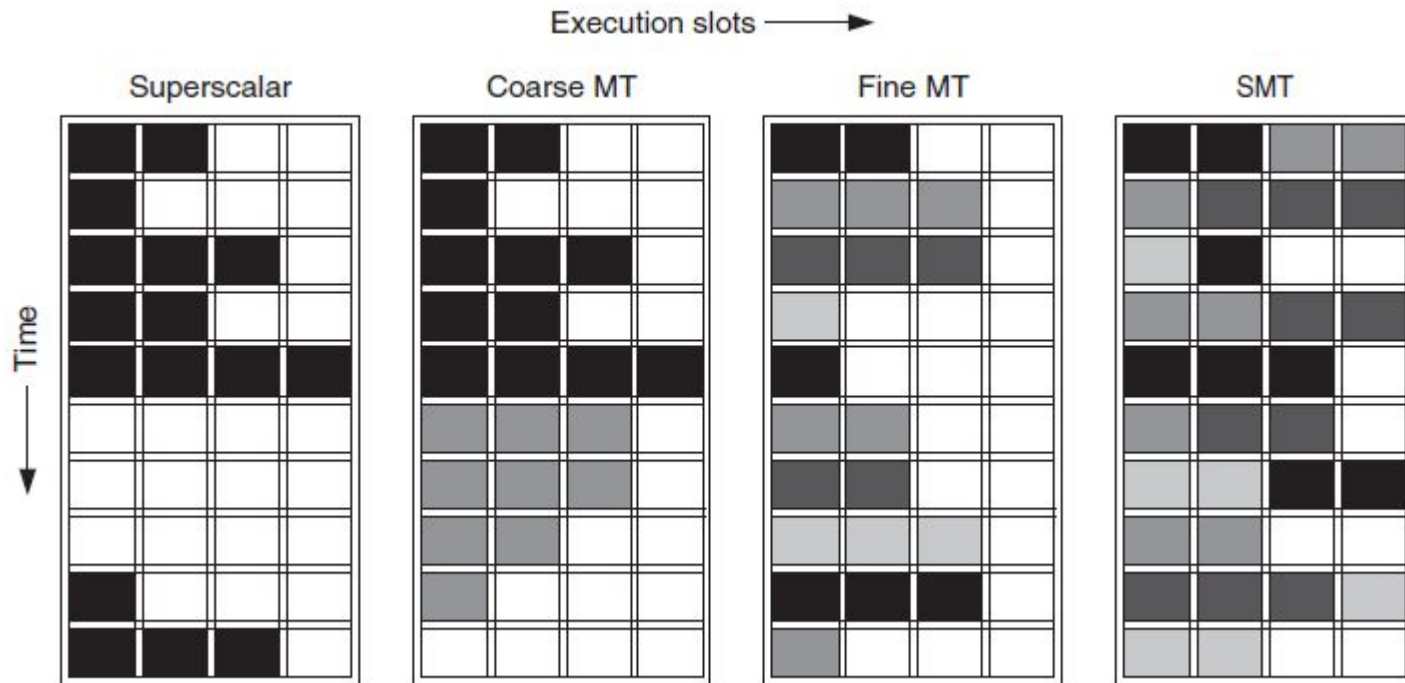 Execution slots
Superscalar
Coarse MT
Fine MT
SMT
Time